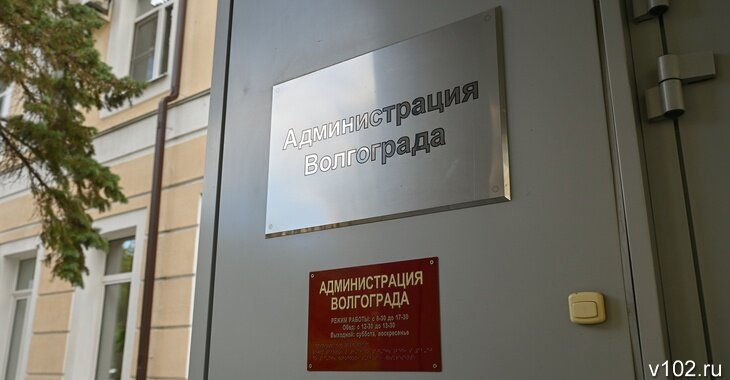 Администрация
Волгограда
АДМИНИСТРАЦИЯ
ВОЛГОГРАДА
РЕЖИМ РАБОТЫ: с 8-30 до 17-30
Обед: с 12-30 до 13-30
Выходной: суббота, воскресенье
v102.ru